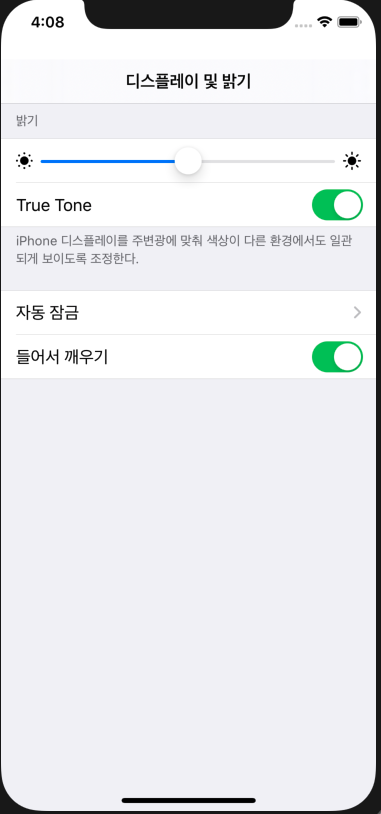 4:08
디스플레이 및 밝기
밝기
True Tone
iPhone 디스플레이를 주변광에 맞춰 색상이 다른 환경에서도 일관
되게 보이도록 조정한다.
자동 잠금
들어서 깨우기